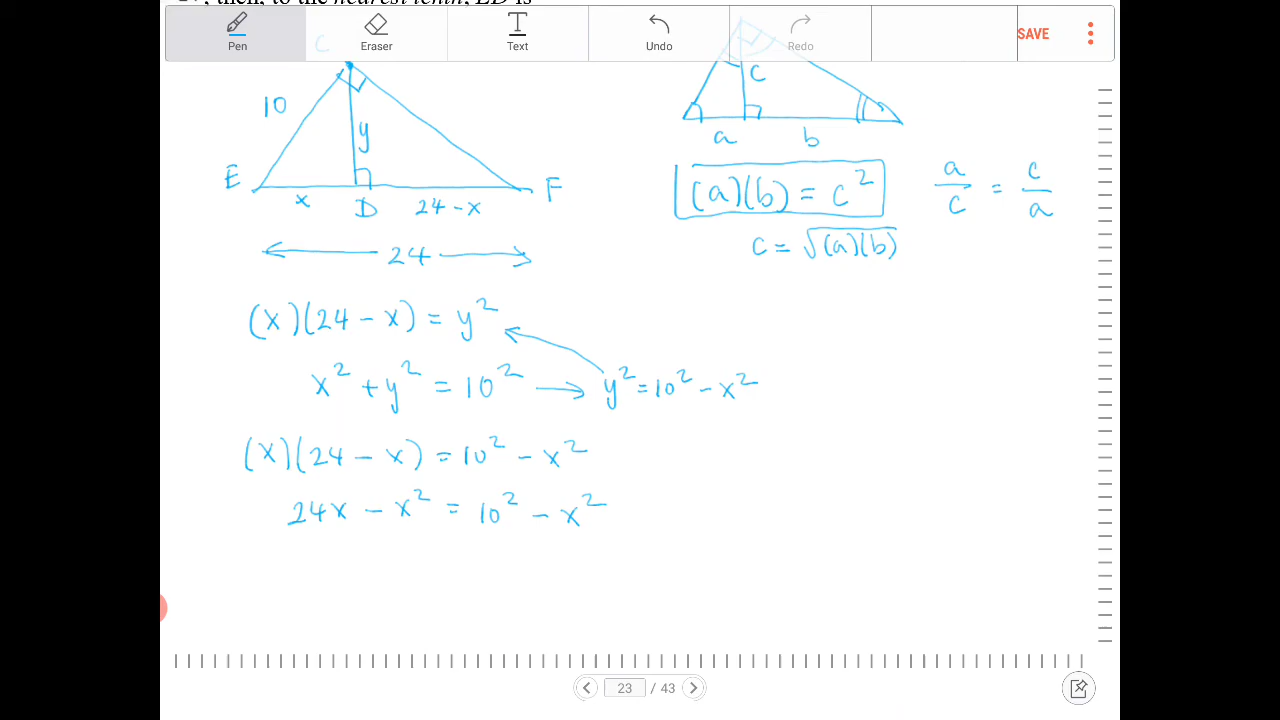 , then, to the nearest tenth, ED is
Pen
Eraser
Text
Undo
Redo
SAVE
C
10
y
E
x
D
24 - x
F
24
c
a
b
(a)(b) = c²
a/c = c/a
c = √(a)(b)
(x)(24 - x) = y²
x² + y² = 10² → y² = 10² - x²
(x)(24 - x) = 10² - x²
24x - x² = 10² - x²
23 / 43